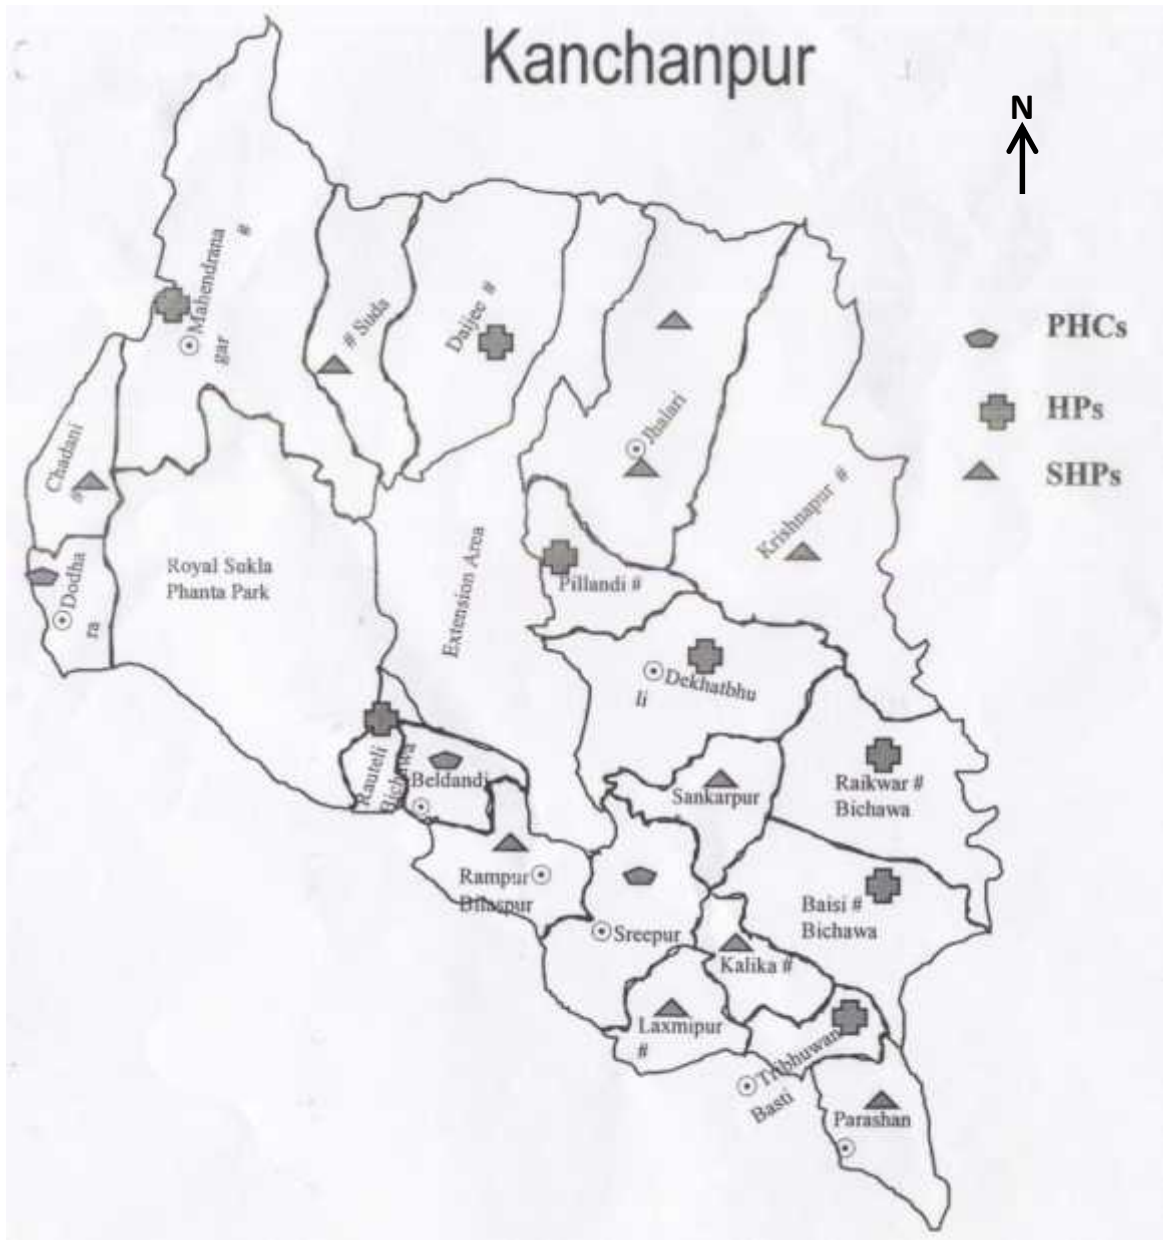 Kanchanpur
N
Mahendrana #
gar
# Suda
Daijee #
PHCs
HPs
SHPs
Jhalari
Chadani
#
Krishnapur #
Royal Sukla
Phanta Park
Extension Area
Pillandi #
Dodha
ra
Dekhatbhu
li
Rauteli
Bichawa
Beldandi
Sankarpur
Raikwar #
Bichawa
Rampur
Bilaspur
Baisi #
Bichawa
Sreepur
Kalika #
Laxmipur
#
Tribhuwan
Basti
Parashan